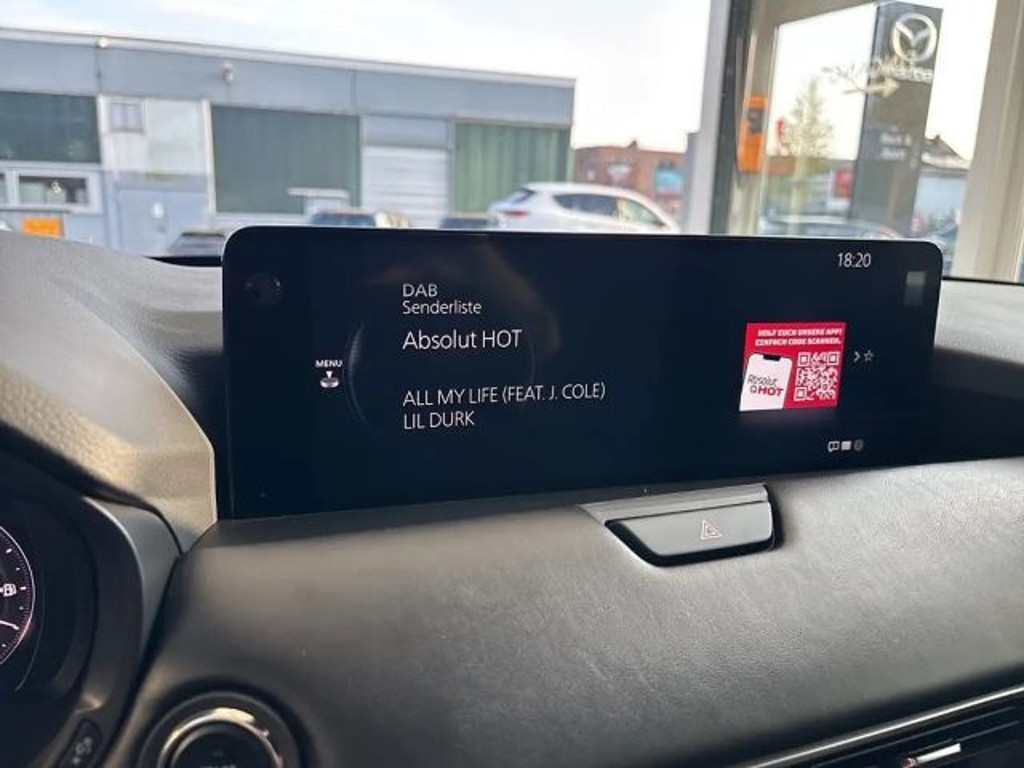 18:20
DAB
Senderliste
Absolut HOT
MENU
ALL MY LIFE (FEAT. J. COLE)
LIL DURK
HOLT EUCH UNSERE APP!
EINFACH CODE SCANNEN.
Absolut
HOT